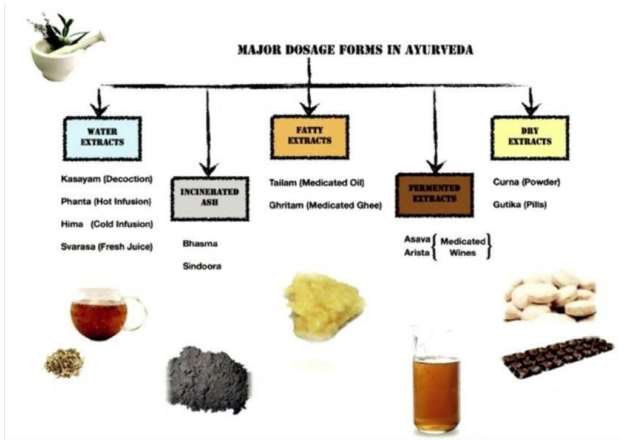 MAJOR DOSAGE FORMS IN AYURVEDA
WATER
EXTRACTS
Kasayam (Decoction)
Phanta (Hot Infusion)
Hima (Cold Infusion)
Svarasa (Fresh Juice)
INCINERATED
ASH
Bhasma
Sindoora
FATTY
EXTRACTS
Tailam (Medicated Oil)
Ghritam (Medicated Ghee)
FERMENTED
EXTRACTS
Asava
Arista
{ Medicated
Wines }
DRY
EXTRACTS
Curna (Powder)
Gutika (Pills)